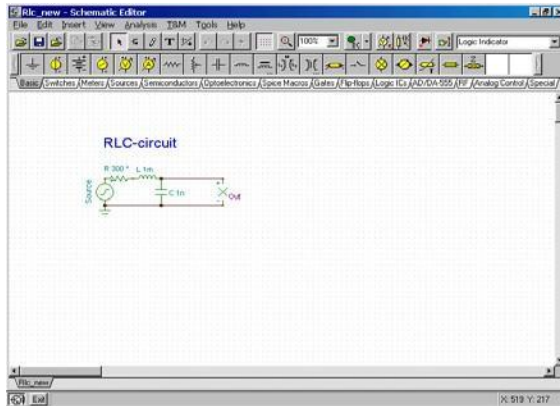 Rlc_new - Schematic Editor
File Edit Insert View Analysis T&M Tools Help
100% Logic Indicator
Basic Switches Meters Sources Semiconductors Optoelectronics Spice Macros Gates Flip-flops Logic ICs AD/DA-555 RF Analog Control Special
RLC-circuit
R 300 * L 1m
Source
C 1n
Out
Rlc_new
Exit X: 519 Y: 217